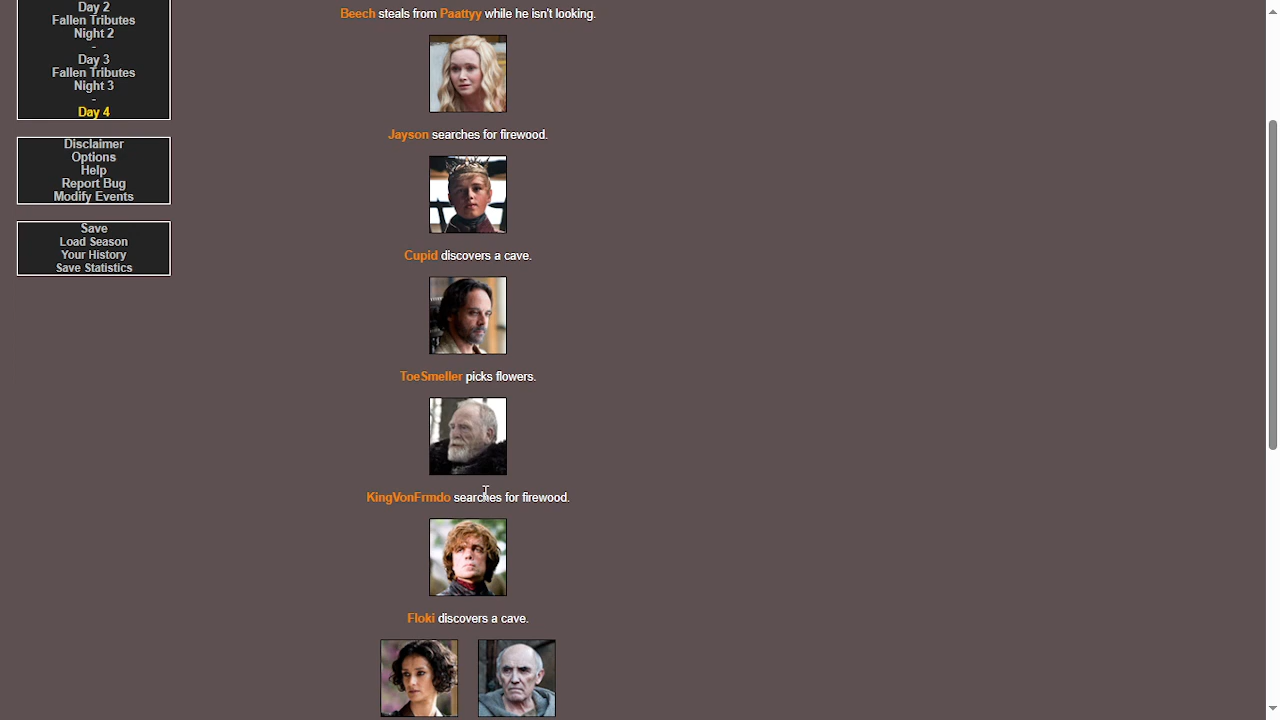 Day 2
Fallen Tributes
Night 2
-
Day 3
Fallen Tributes
Night 3
-
Day 4
Disclaimer
Options
Help
Report Bug
Modify Events
Save
Load Season
Your History
Save Statistics
Beech steals from Paattyy while he isn't looking.
Jayson searches for firewood.
Cupid discovers a cave.
ToeSmeller picks flowers.
KingVonFrmdo searches for firewood.
Floki discovers a cave.